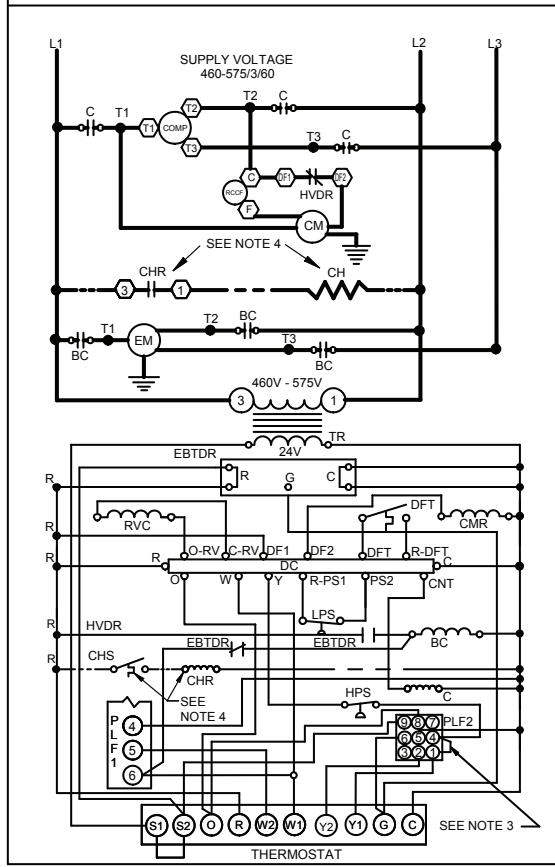 L1 L2 L3
SUPPLY VOLTAGE
460-575/3/60
C T1 T2 C
T1 COMP T2
T3 T3 C
C DF1 DF2
RCCF HVDR
F
CM
SEE NOTE 4
CHR CH
3 1
T2 BC
T1 EM
BC T3
BC
460V - 575V
3 1
TR
24V
EBTDR
R G C
R
RVC DFT CMR
R
O-RV C-RV DF1 DF2 DFT R-DFT
R DC C
O W Y R-PS1 PS2 CNT
LPS
R HVDR
EBTDR EBTDR BC
R CHS
CHR C
SEE
NOTE 4
HPS
PLF1
4
5
6
9 8 7 PLF2
6 5 4
3 2 1
SEE NOTE 3
S1 S2 O R W2 W1 Y2 Y1 G C
THERMOSTAT